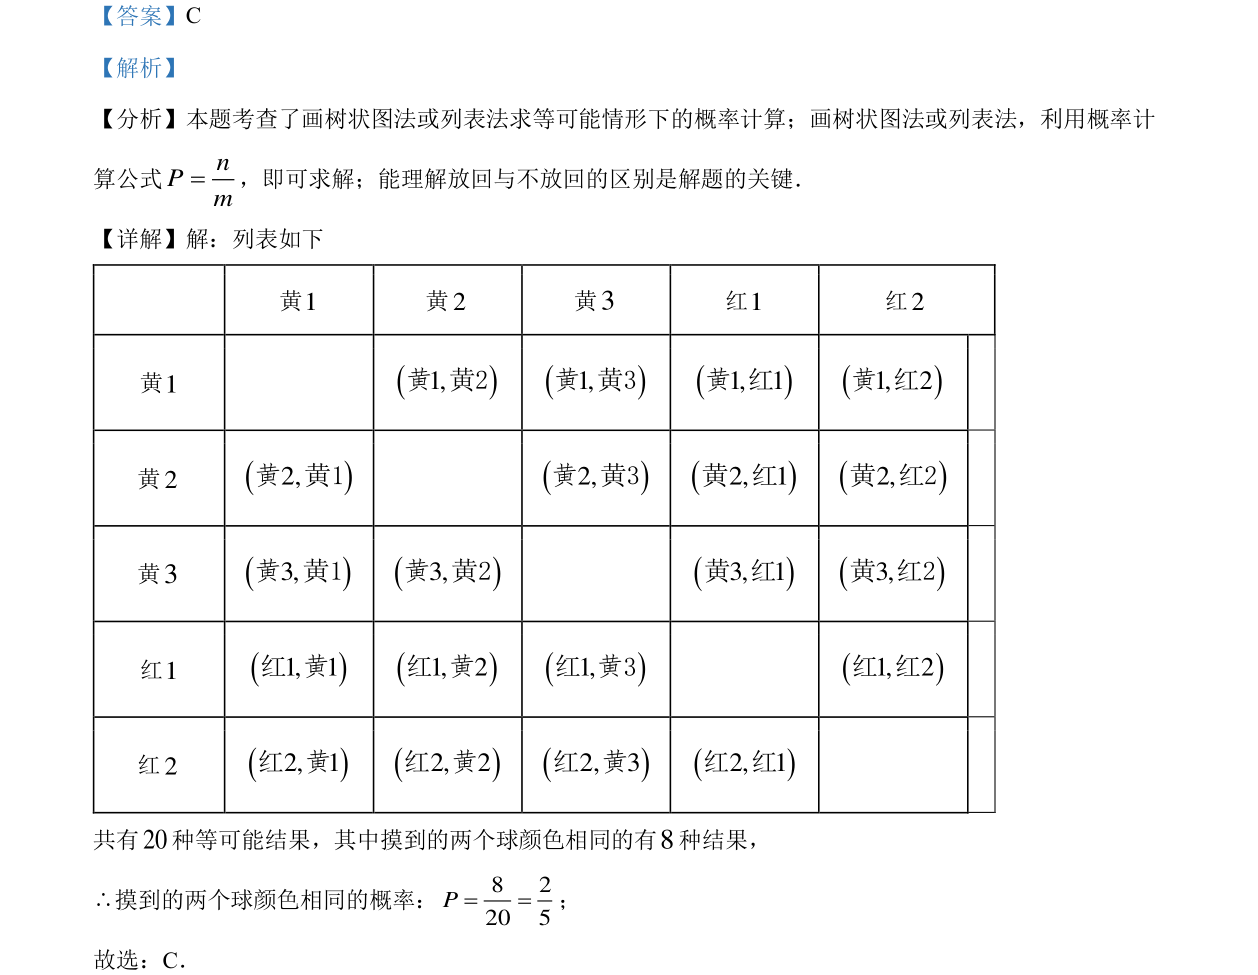 【答案】C
【解析】
【分析】本题考查了画树状图法或列表法求等可能情形下的概率计算；画树状图法或列表法，利用概率计
算公式 P = n/m，即可求解；能理解放回与不放回的区别是解题的关键．
【详解】解：列表如下
黄1 黄2 黄3 红1 红2
黄1 (黄1,黄2) (黄1,黄3) (黄1,红1) (黄1,红2)
黄2 (黄2,黄1) (黄2,黄3) (黄2,红1) (黄2,红2)
黄3 (黄3,黄1) (黄3,黄2) (黄3,红1) (黄3,红2)
红1 (红1,黄1) (红1,黄2) (红1,黄3) (红1,红2)
红2 (红2,黄1) (红2,黄2) (红2,黄3) (红2,红1)
共有20种等可能结果，其中摸到的两个球颜色相同的有8种结果，
∴摸到的两个球颜色相同的概率：P = 8/20 = 2/5；
故选：C．